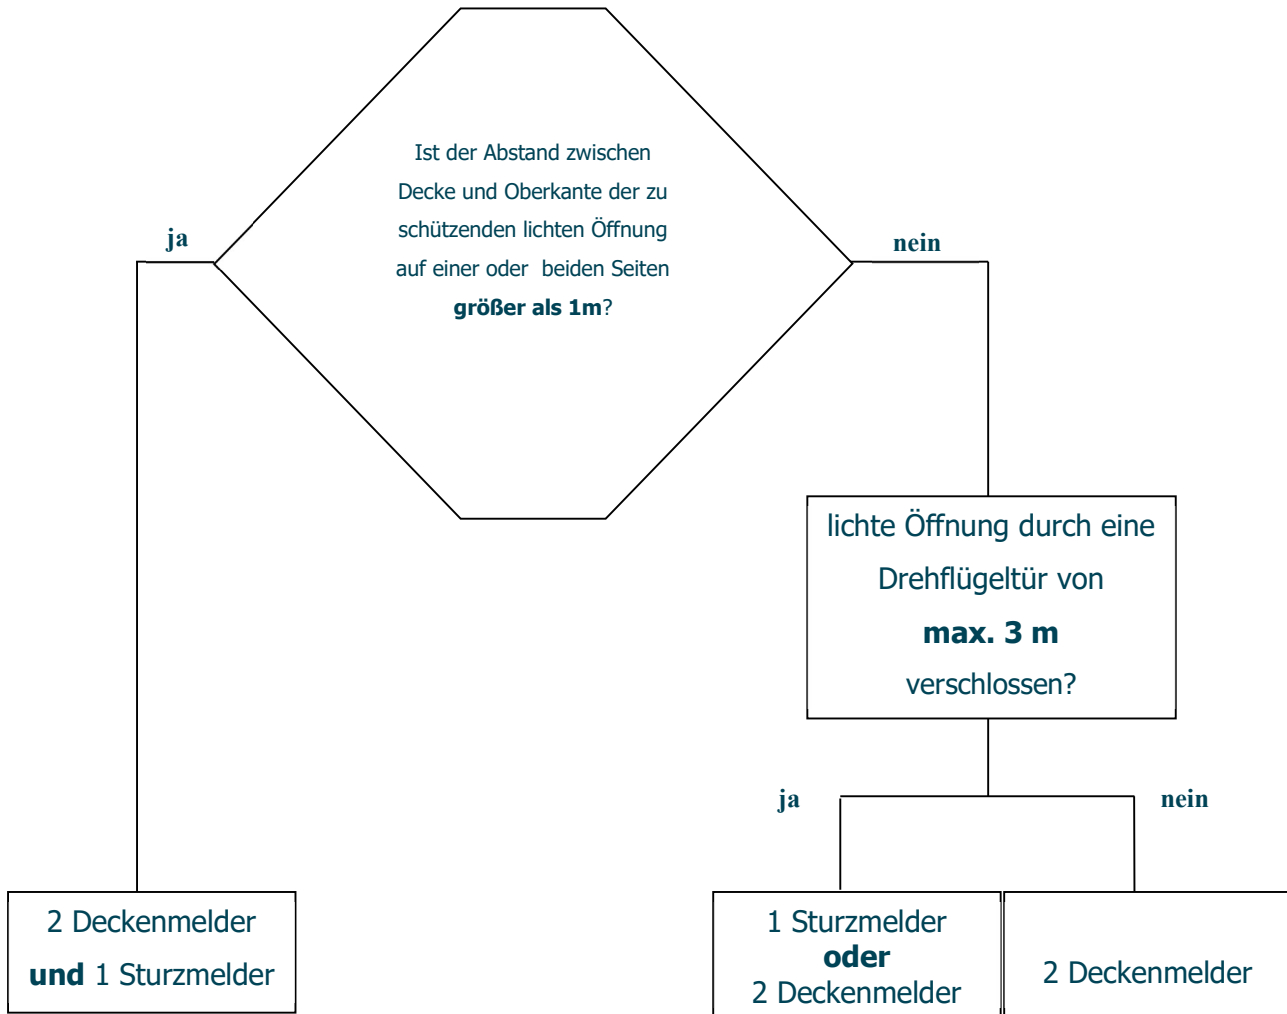 Ist der Abstand zwischen
Decke und Oberkante der zu
schützenden lichten Öffnung
auf einer oder beiden Seiten
größer als 1m?
ja
nein
lichte Öffnung durch eine
Drehflügeltür von
max. 3 m
verschlossen?
ja
nein
2 Deckenmelder
und 1 Sturzmelder
1 Sturzmelder
oder
2 Deckenmelder
2 Deckenmelder